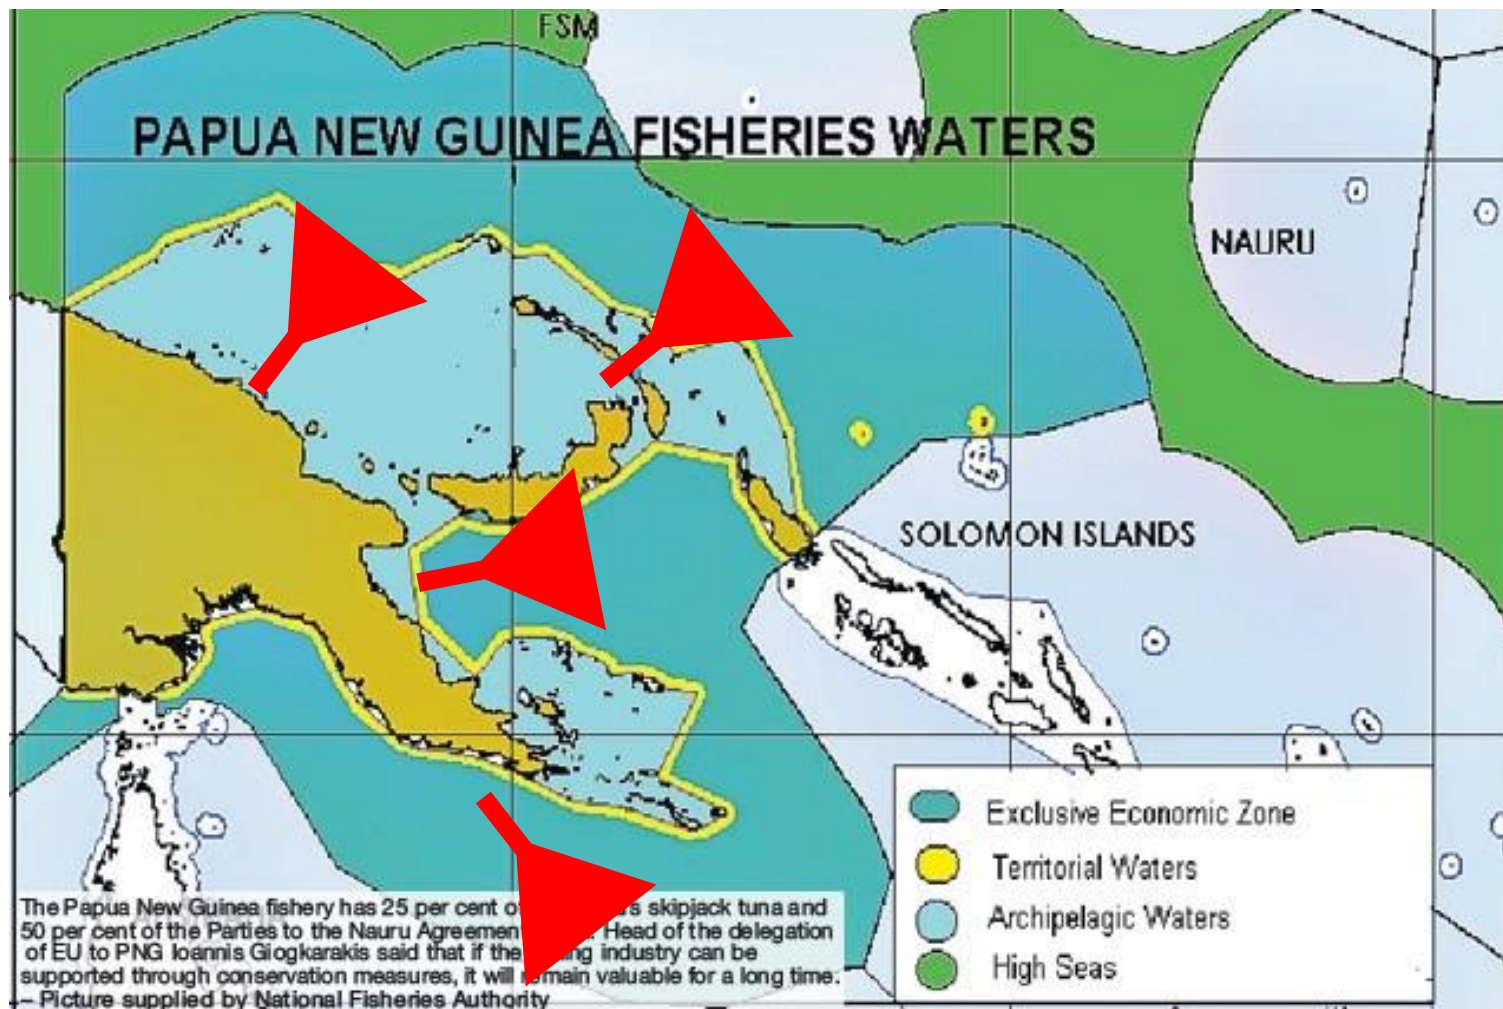 FSM
PAPUA NEW GUINEA FISHERIES WATERS
NAURU
SOLOMON ISLANDS
Exclusive Economic Zone
Territorial Waters
Archipelagic Waters
High Seas
The Papua New Guinea fishery has 25 per cent of s skipjack tuna and
50 per cent of the Parties to the Nauru Head of the delegation
of EU to PNG Ioannis Giogkarakis said that if the industry can be
supported through conservation measures, it will remain valuable for a long time.
– Picture supplied by National Fisheries Authority